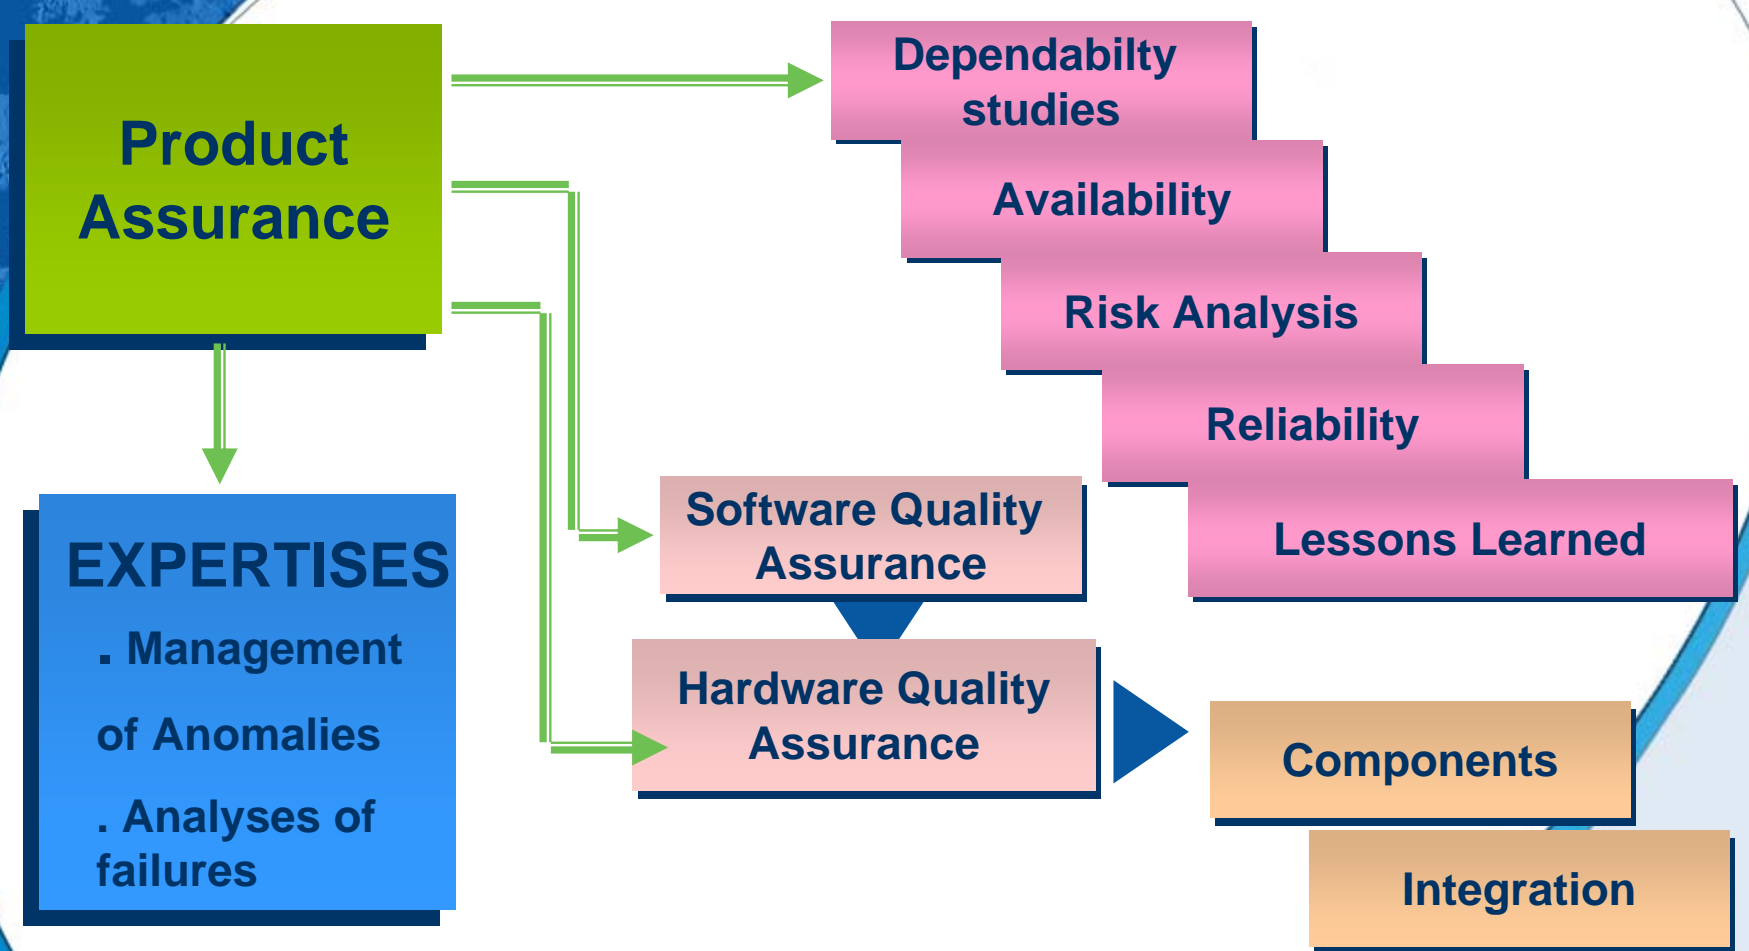 Product
Assurance
EXPERTISES
. Management
of Anomalies
. Analyses of
failures
Dependabilty
studies
Availability
Risk Analysis
Reliability
Lessons Learned
Software Quality
Assurance
Hardware Quality
Assurance
Components
Integration